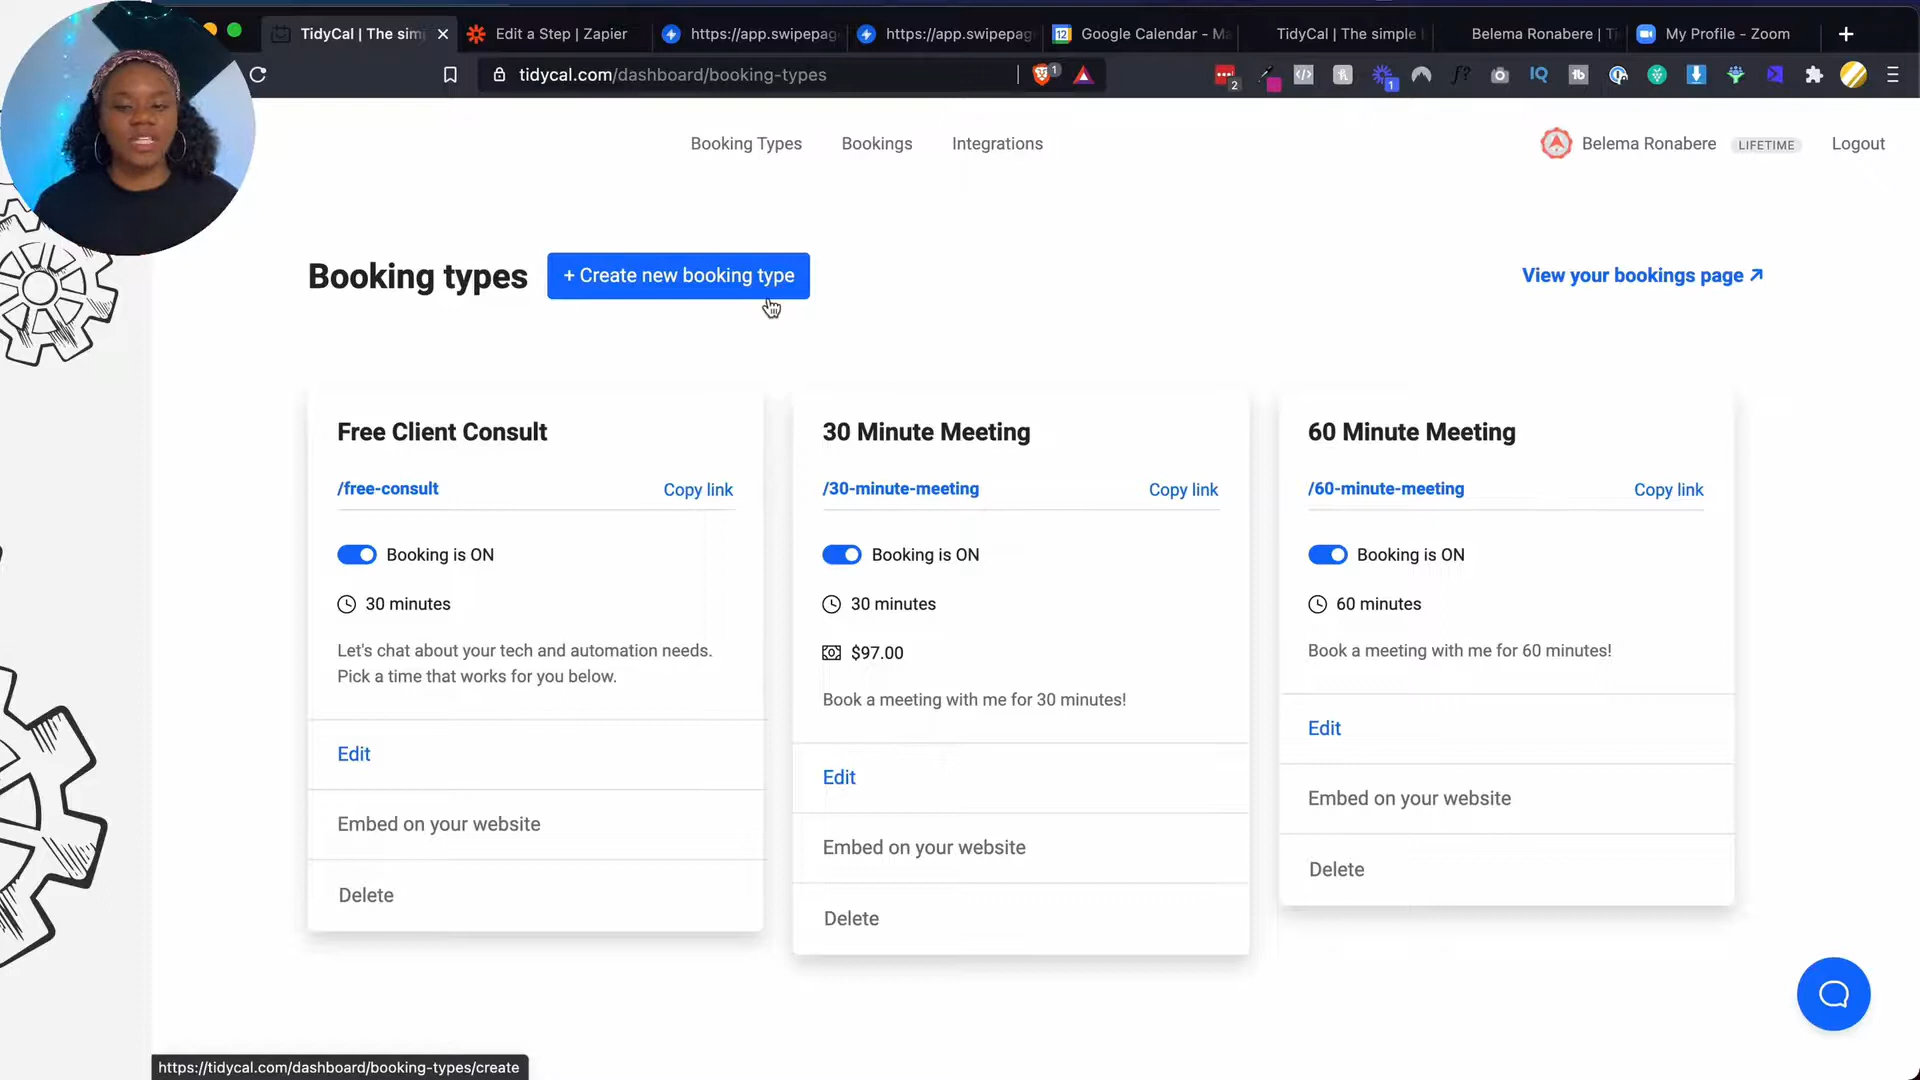 TidyCal | The sim
Edit a Step | Zapier
https://app.swipepag
https://app.swipepag
Google Calendar - Ma
TidyCal | The simple
Belema Ronabere | Ti
My Profile - Zoom
tidycal.com/dashboard/booking-types
Booking Types
Bookings
Integrations
Belema Ronabere
LIFETIME
Logout
Booking types
+ Create new booking type
View your bookings page
Free Client Consult
/free-consult
Copy link
Booking is ON
30 minutes
Let's chat about your tech and automation needs.
Pick a time that works for you below.
Edit
Embed on your website
Delete
30 Minute Meeting
/30-minute-meeting
Copy link
Booking is ON
30 minutes
$97.00
Book a meeting with me for 30 minutes!
Edit
Embed on your website
Delete
60 Minute Meeting
/60-minute-meeting
Copy link
Booking is ON
60 minutes
Book a meeting with me for 60 minutes!
Edit
Embed on your website
Delete
https://tidycal.com/dashboard/booking-types/create